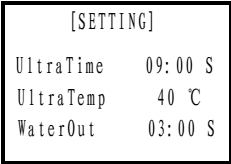 [SETTING]
UltraTime 09:00 S
UltraTemp 40 ℃
WaterOut 03:00 S